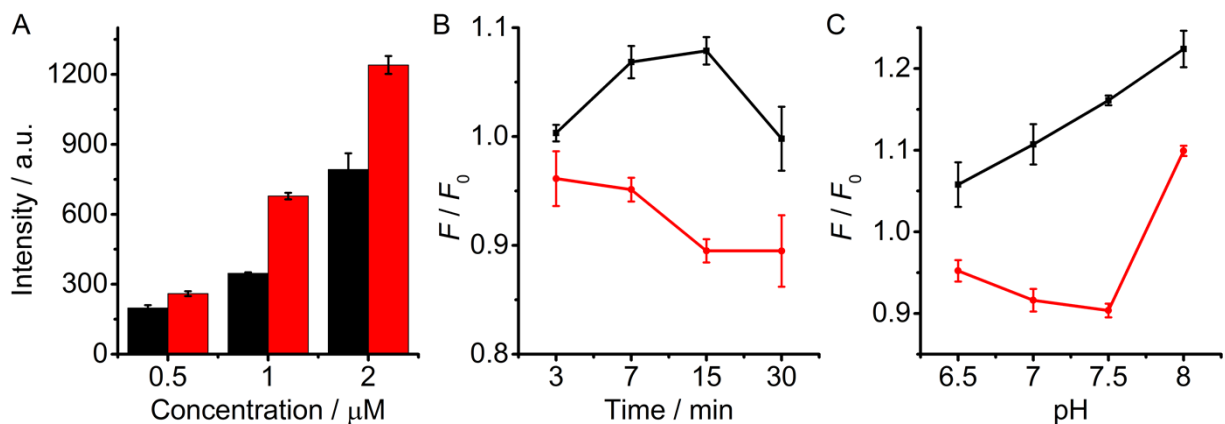 A
Intensity / a.u.
1200
900
600
300
0
0.5 1 2
Concentration / μM
B
F / F0
1.1
1.0
0.9
0.8
3 7 15 30
Time / min
C
F / F0
1.2
1.1
1.0
0.9
6.5 7 7.5 8
pH